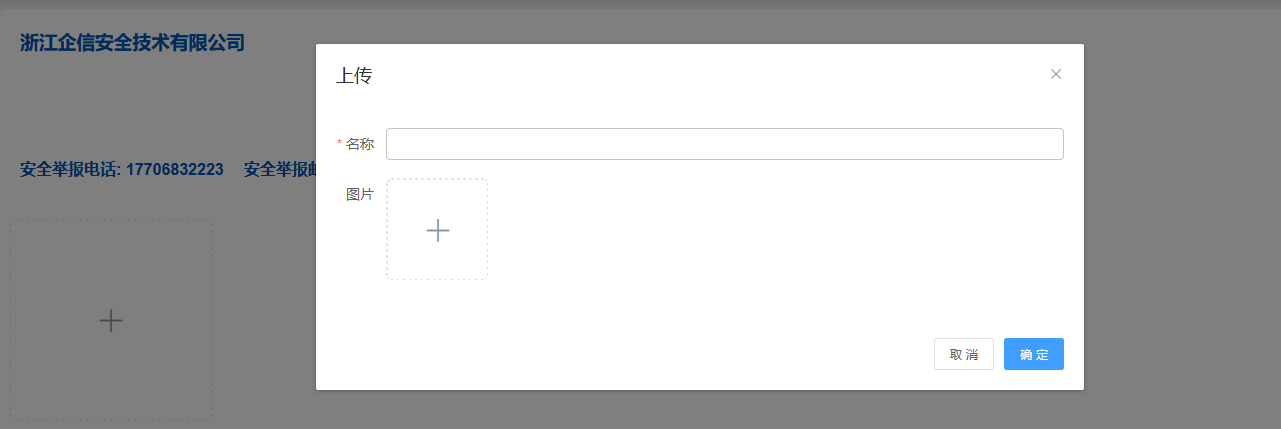 浙江企信安全技术有限公司
上传
* 名称
安全举报电话: 17706832223 安全举报
图片
取 消
确 定